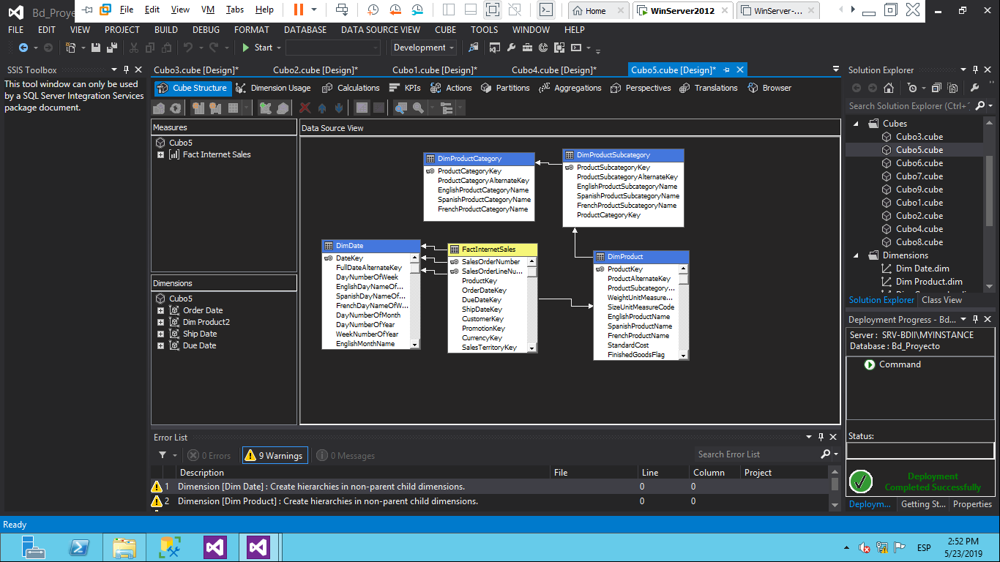 Bd_Proye
File Edit View VM Tabs Help
Home
WinServer2012
WinServer-...
FILE EDIT VIEW PROJECT BUILD DEBUG FORMAT DATABASE DATA SOURCE VIEW CUBE TOOLS WINDOW HELP
Start
Development
SSIS Toolbox
This tool window can only be used
by a SQL Server Integration Services
package document.
Cubo3.cube [Design]* Cubo2.cube [Design]* Cubo1.cube [Design]* Cubo4.cube [Design]* Cubo5.cube [Design]*
Cube Structure Dimension Usage Calculations KPIs Actions Partitions Aggregations Perspectives Translations Browser
Measures
Cubo5
Fact Internet Sales
Dimensions
Cubo5
Order Date
Dim Product2
Ship Date
Due Date
Data Source View
DimProductCategory
ProductCategoryKey
ProductCategoryAlternateKey
EnglishProductCategoryName
SpanishProductCategoryName
FrenchProductCategoryName
DimProductSubcategory
ProductSubcategoryKey
ProductSubcategoryAlternateKey
EnglishProductSubcategoryName
SpanishProductSubcategoryName
FrenchProductSubcategoryName
ProductCategoryKey
DimDate
DateKey
FullDateAlternateKey
DayNumberOfWeek
EnglishDayNameOf...
SpanishDayNameOf...
FrenchDayNameOfW...
DayNumberOfMonth
DayNumberOfYear
WeekNumberOfYear
EnglishMonthName
FactInternetSales
SalesOrderNumber
SalesOrderLineNu...
ProductKey
OrderDateKey
DueDateKey
ShipDateKey
CustomerKey
PromotionKey
CurrencyKey
SalesTerritoryKey
DimProduct
ProductKey
ProductAlternateKey
ProductSubcategory...
WeightUnitMeasure...
SizeUnitMeasureCode
EnglishProductName
SpanishProductName
FrenchProductName
StandardCost
FinishedGoodsFlag
Error List
0 Errors 9 Warnings 0 Messages
Search Error List
Description File Line Column Project
1 Dimension [Dim Date] : Create hierarchies in non-parent child dimensions. 0 0
2 Dimension [Dim Product] : Create hierarchies in non-parent child dimensions. 0 0
Solution Explorer
Search Solution Explorer (Ctrl+
Cubes
Cubo3.cube
Cubo5.cube
Cubo6.cube
Cubo7.cube
Cubo9.cube
Cubo1.cube
Cubo2.cube
Cubo4.cube
Cubo8.cube
Dimensions
Dim Date.dim
Dim Product.dim
Solution Explorer Class View
Deployment Progress - Bd...
Server : SRV-BDII\MYINSTANCE
Database : Bd_Proyecto
Command
Status:
Deployment
Completed Successfully
Deploym... Getting St... Properties
Ready
ESP
2:52 PM
5/23/2019